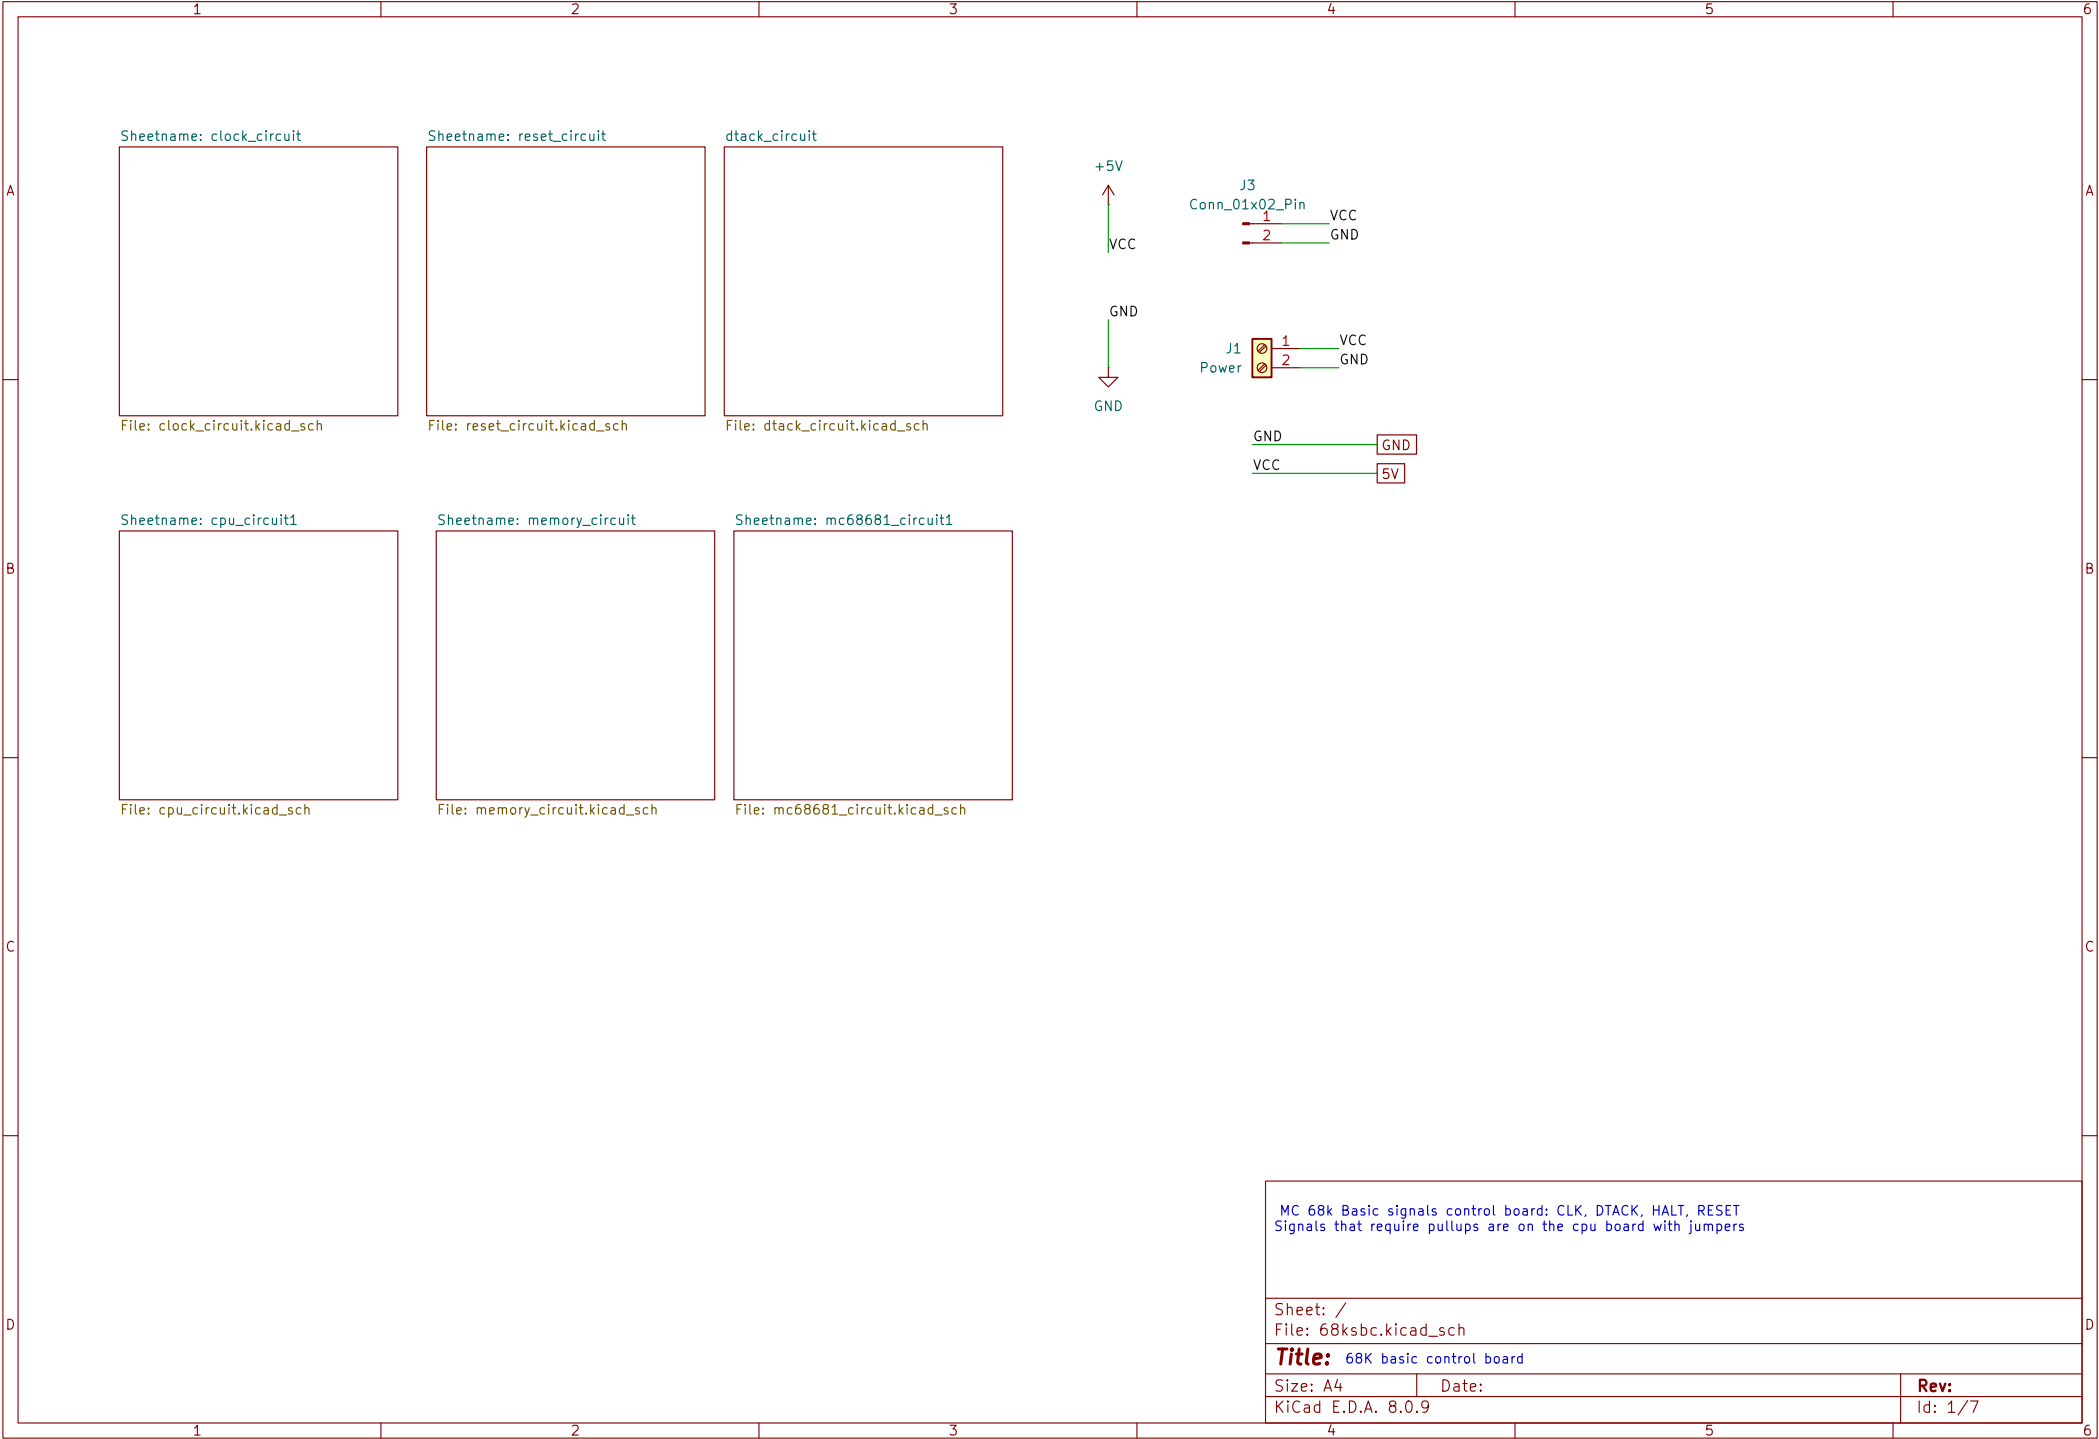 1 2 3 4 5 6
Sheetname: clock_circuit
Sheetname: reset_circuit
dtack_circuit
+5V
J3
Conn_01x02_Pin
A
A
1
VCC
2
GND
VCC
GND
J1
Power
1
VCC
2
GND
GND
File: clock_circuit.kicad_sch
File: reset_circuit.kicad_sch
File: dtack_circuit.kicad_sch
GND
GND
VCC
5V
Sheetname: cpu_circuit1
Sheetname: memory_circuit
Sheetname: mc68681_circuit1
B
B
File: cpu_circuit.kicad_sch
File: memory_circuit.kicad_sch
File: mc68681_circuit.kicad_sch
C
C
MC 68k Basic signals control board: CLK, DTACK, HALT, RESET
Signals that require pullups are on the cpu board with jumpers
Sheet: /
File: 68ksbc.kicad_sch
D
D
Title: 68K basic control board
Size: A4
Date:
Rev:
KiCad E.D.A. 8.0.9
Id: 1/7
1 2 3 4 5 6